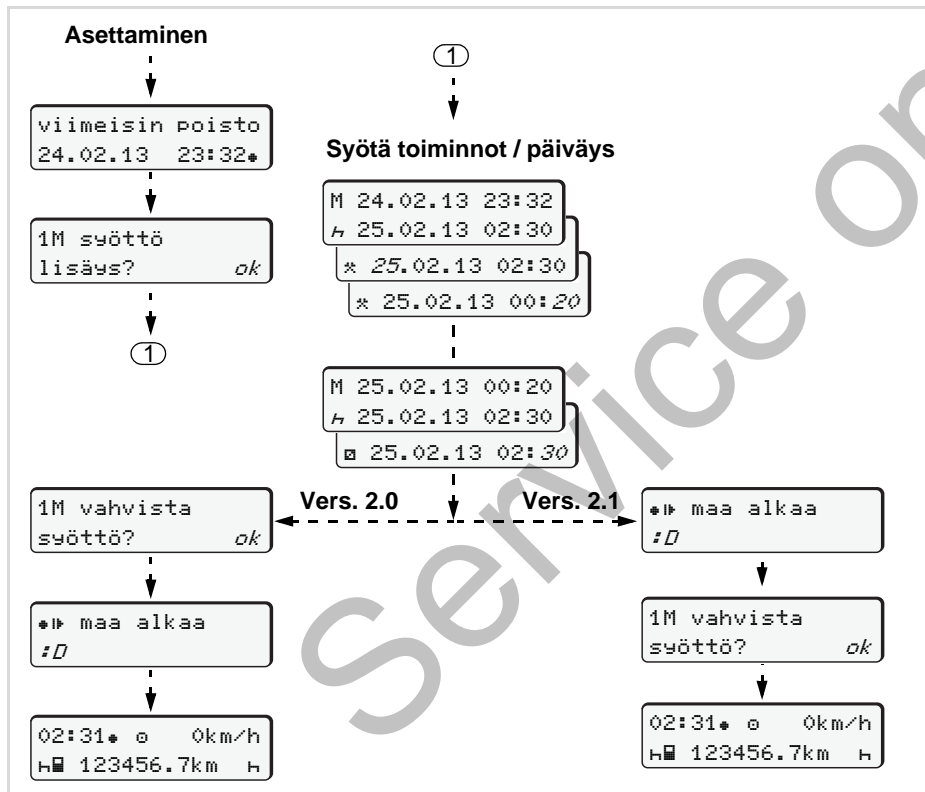 Asettaminen
viimeisin poisto
24.02.13 23:32
1M syöttö
lisäys? ok
1
1
Syötä toiminnot / päiväys
M 24.02.13 23:32
25.02.13 02:30
25.02.13 02:30
25.02.13 00:20
M 25.02.13 00:20
25.02.13 02:30
25.02.13 02:30
Vers. 2.0
Vers. 2.1
1M vahvista
syöttö? ok
maa alkaa
:D
02:31 0km/h
123456.7km
maa alkaa
:D
1M vahvista
syöttö? ok
02:31 0km/h
123456.7km
Service o